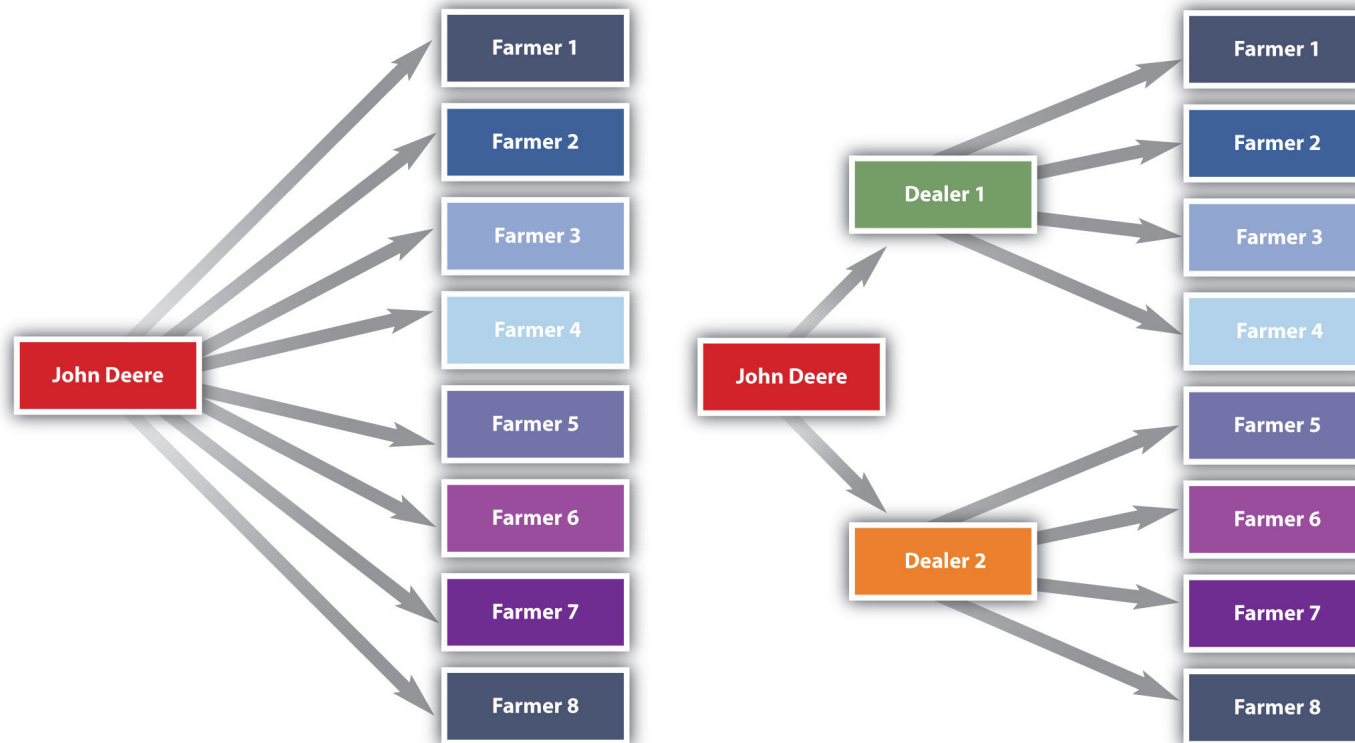 Farmer 1
Farmer 2
Farmer 3
Farmer 4
John Deere
Farmer 5
Farmer 6
Farmer 7
Farmer 8
Farmer 1
Farmer 2
Dealer 1
Farmer 3
Farmer 4
John Deere
Farmer 5
Farmer 6
Dealer 2
Farmer 7
Farmer 8